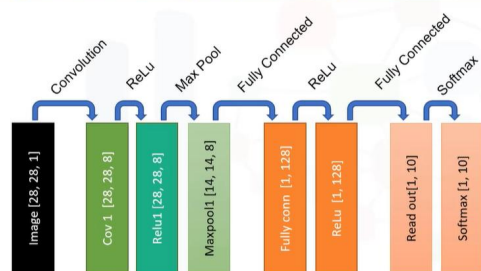 Convolution
ReLu
Max Pool
Fully Connected
ReLu
Fully Connected
Softmax
Image [28, 28, 1]
Cov 1 [28, 28, 8]
Relu1 [28, 28, 8]
Maxpool1 [14, 14, 8]
Fully conn [1, 128]
ReLu [1, 128]
Read out[1, 10]
Softmax [1, 10]